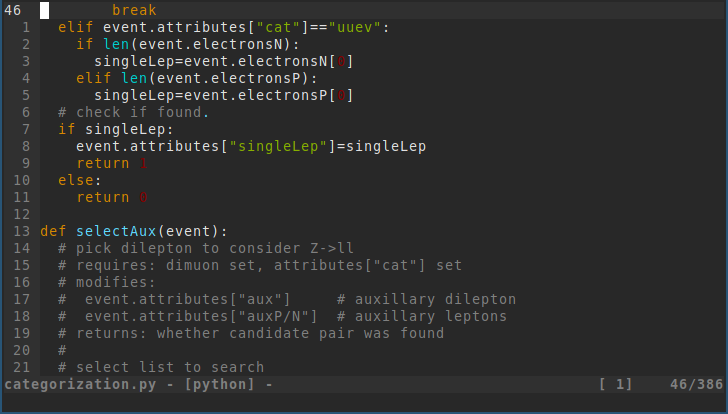 46          break
 1   elif event.attributes["cat"]=="uuev":
 2     if len(event.electronsN):
 3       singleLep=event.electronsN[0]
 4     elif len(event.electronsP):
 5       singleLep=event.electronsP[0]
 6   # check if found.
 7   if singleLep:
 8     event.attributes["singleLep"]=singleLep
 9     return 1
10   else:
11     return 0
12
13 def selectAux(event):
14   # pick dilepton to consider Z->ll
15   # requires: dimuon set, attributes["cat"] set
16   # modifies:
17   #  event.attributes["aux"]     # auxillary dilepton
18   #  event.attributes["auxP/N"]  # auxillary leptons
19   # returns: whether candidate pair was found
20   #
21   # select list to search
categorization.py - [python] -                                    [ 1]    46/386